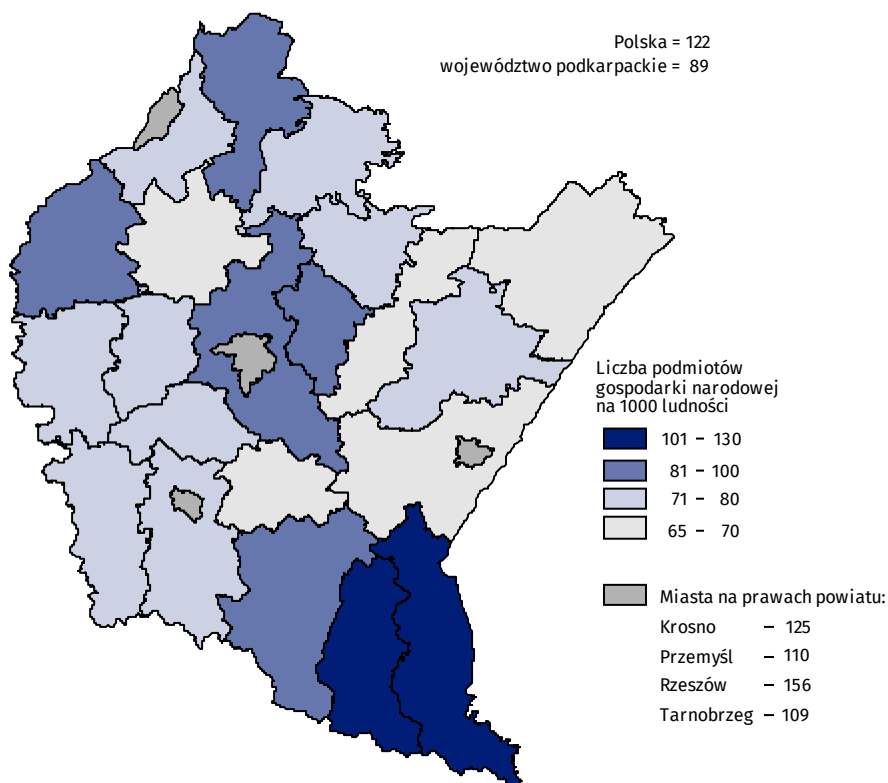 Polska = 122
województwo podkarpackie = 89
Liczba podmiotów
gospodarki narodowej
na 1000 ludności
101 – 130
81 – 100
71 – 80
65 – 70
Miasta na prawach powiatu:
Krosno – 125
Przemyśl – 110
Rzeszów – 156
Tarnobrzeg – 109